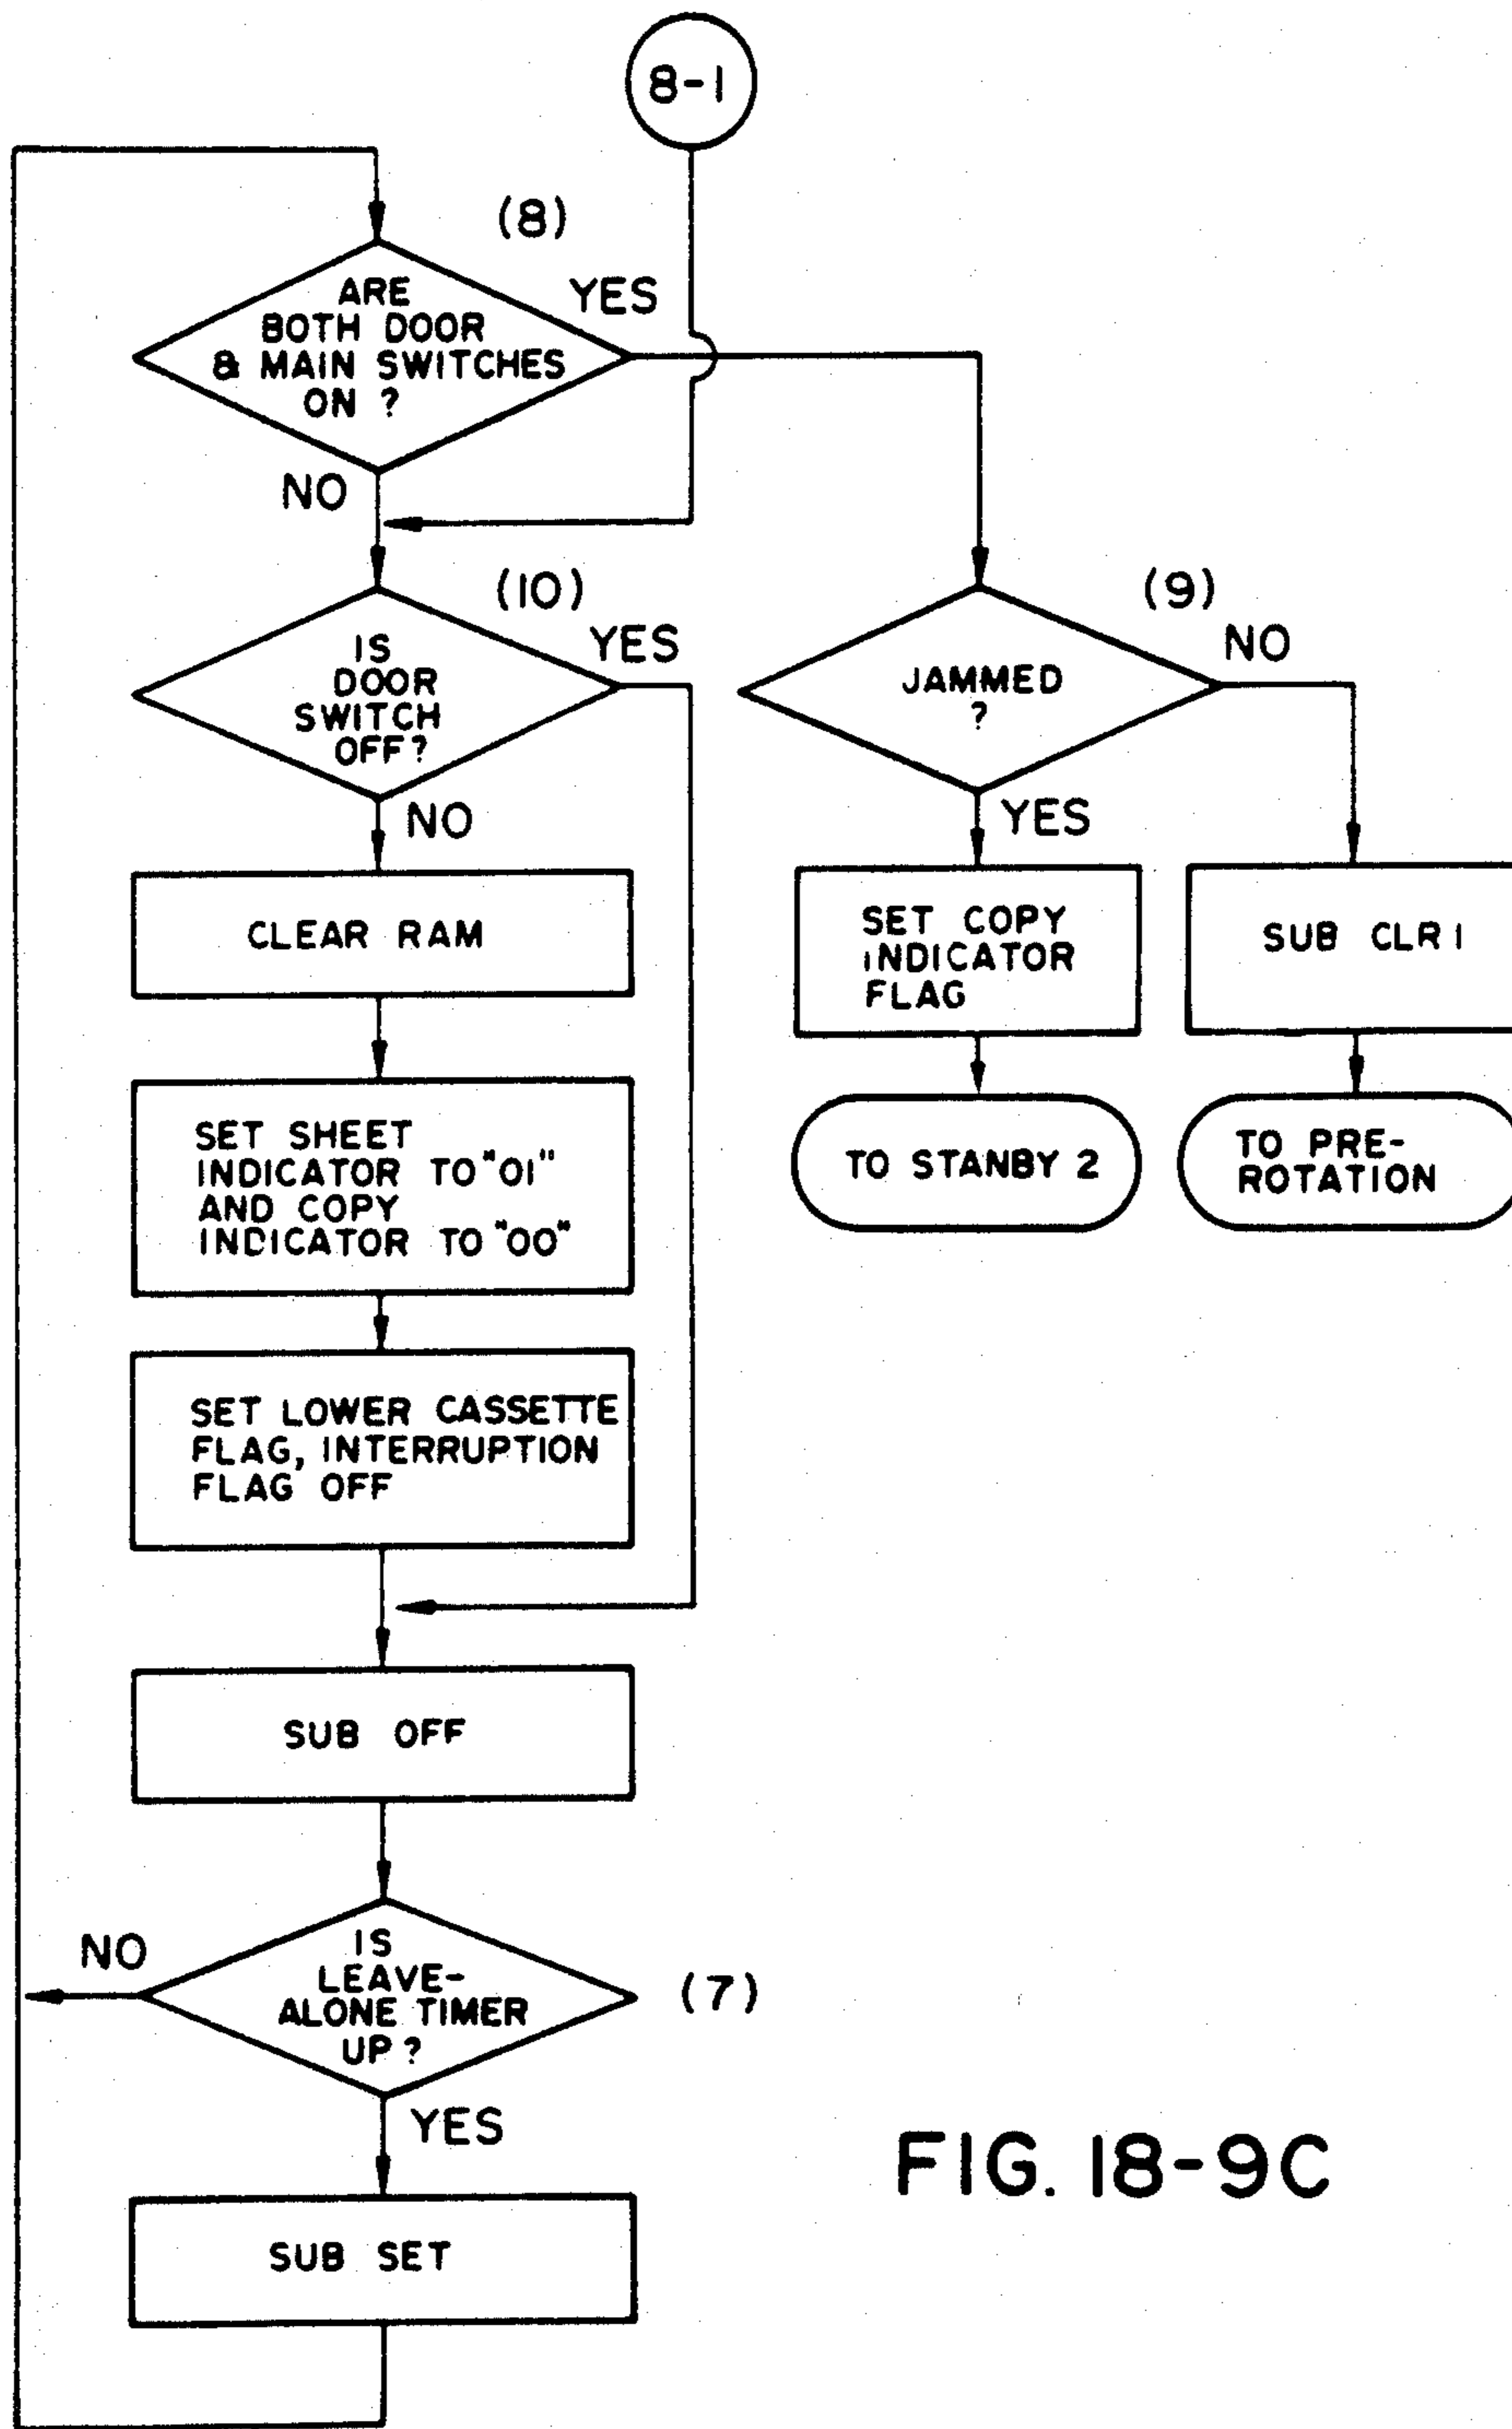 8-1
(8)
ARE
BOTH DOOR
& MAIN SWITCHES
ON ?
YES
NO
(10)
IS
DOOR
SWITCH
OFF?
YES
NO
(9)
JAMMED
?
NO
YES
CLEAR RAM
SET COPY
INDICATOR
FLAG
SUB CLR1
SET SHEET
INDICATOR TO "01"
AND COPY
INDICATOR TO "00"
TO STANBY 2
TO PRE-
ROTATION
SET LOWER CASSETTE
FLAG, INTERRUPTION
FLAG OFF
SUB OFF
IS
LEAVE-
ALONE TIMER
UP ?
NO
(7)
YES
SUB SET
FIG. 18-9C